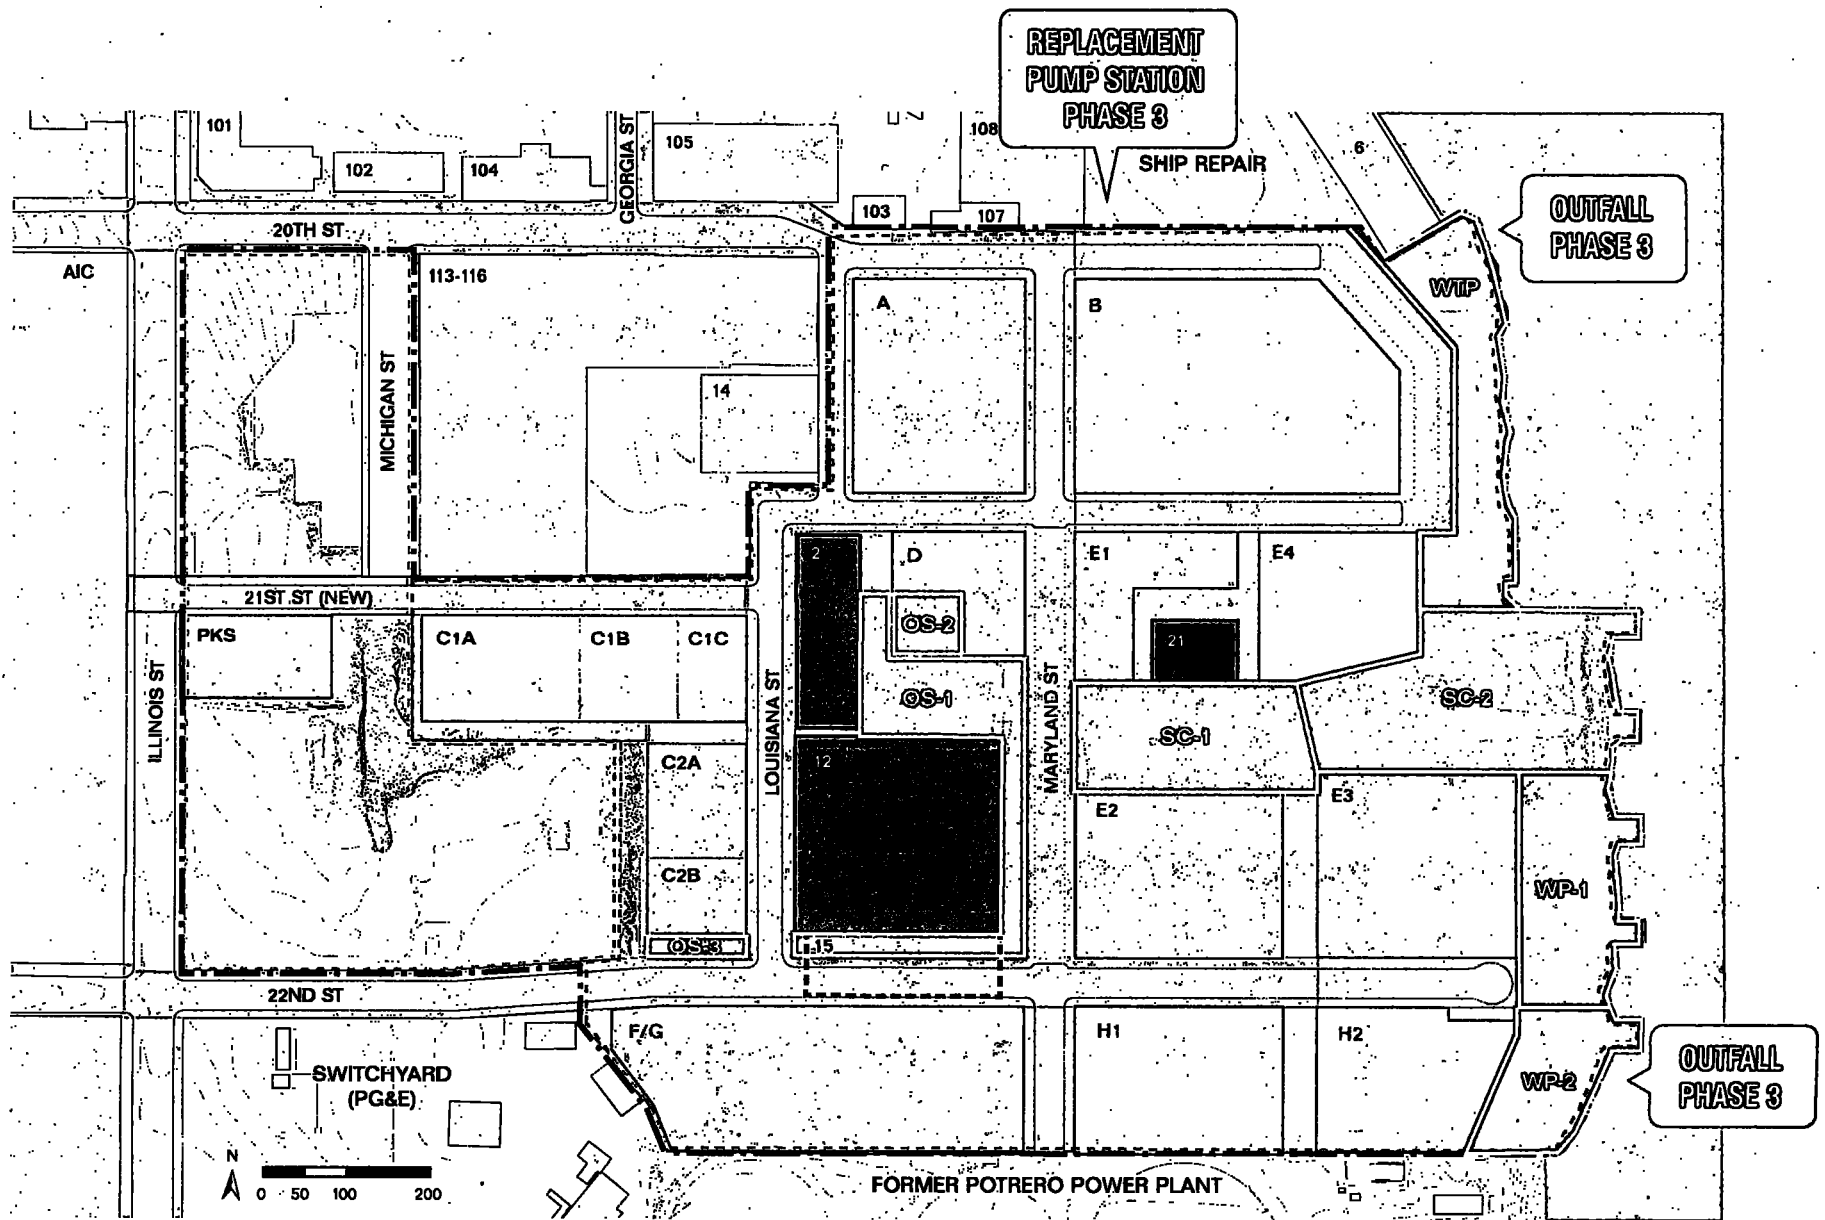 REPLACEMENT
PUMP STATION
PHASE 3
101
102
104
GEORGIA ST
105
108
SHIP REPAIR
6
103
107
OUTFALL
PHASE 3
20TH ST
AIC
113-116
A
B
WTP
MICHIGAN ST
14
2
D
E1
E4
21ST ST (NEW)
OS-2
PKS
C1A
C1B
C1C
21
ILLINOIS ST
LOUISIANA ST
OS-1
MARYLAND ST
SC-1
SC-2
C2A
12
E2
E3
C2B
WP-1
OS-3
15
22ND ST
F/G
H1
H2
SWITCHYARD
(PG&E)
WP-2
OUTFALL
PHASE 3
N
0 50 100 200
FORMER POTRERO POWER PLANT